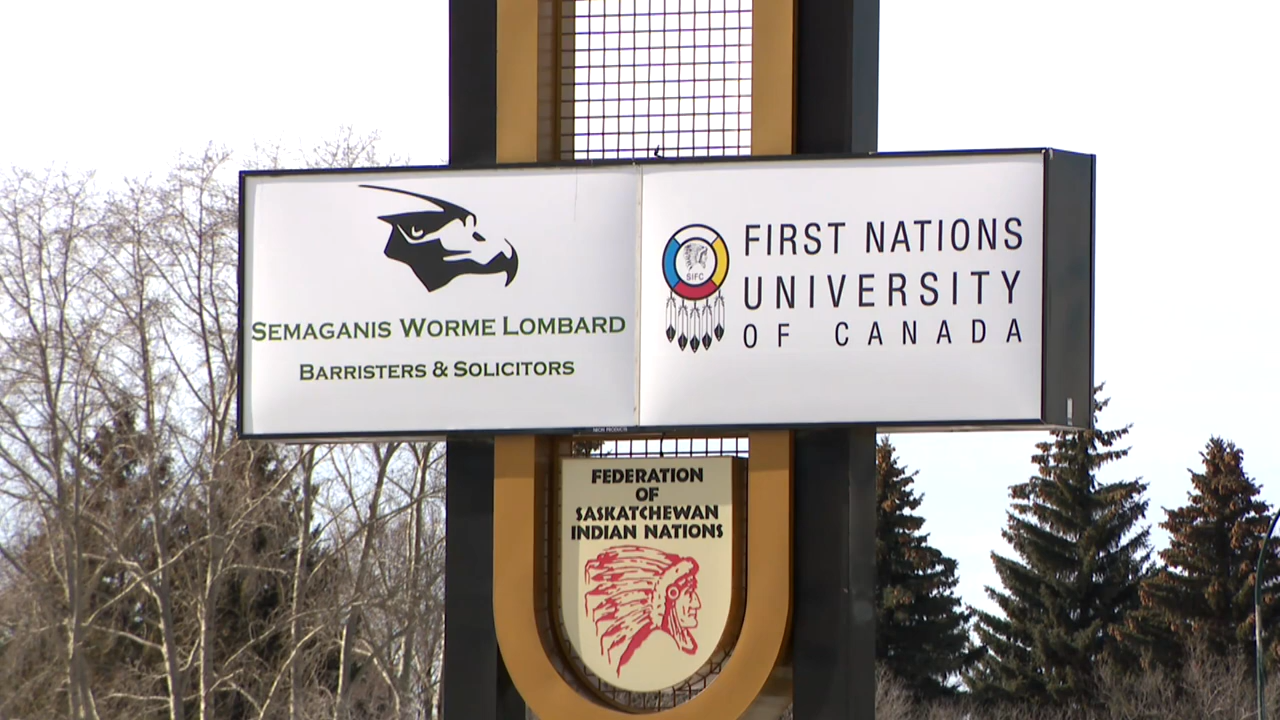 SEMAGANIS WORME LOMBARD
BARRISTERS & SOLICITORS
SIFC
FIRST NATIONS
UNIVERSITY
OF CANADA
FEDERATION
OF
SASKATCHEWAN
INDIAN NATIONS